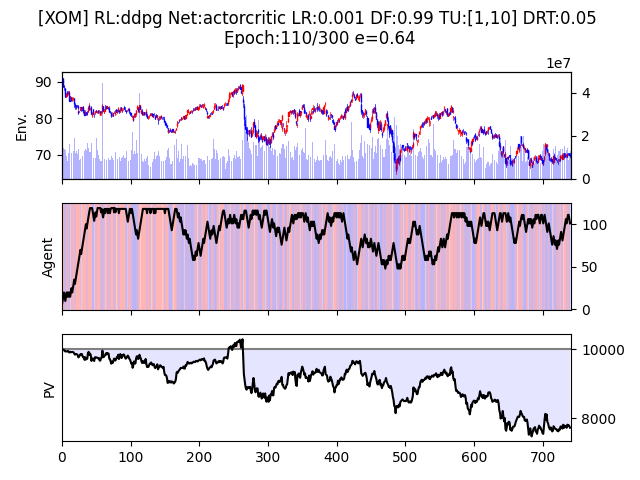 [XOM] RL:ddpg Net:actorcritic LR:0.001 DF:0.99 TU:[1,10] DRT:0.05
Epoch:110/300 e=0.64
1e7
90
80
70
Env.
4
2
0
Agent
100
50
0
PV
10000
8000
0 100 200 300 400 500 600 700